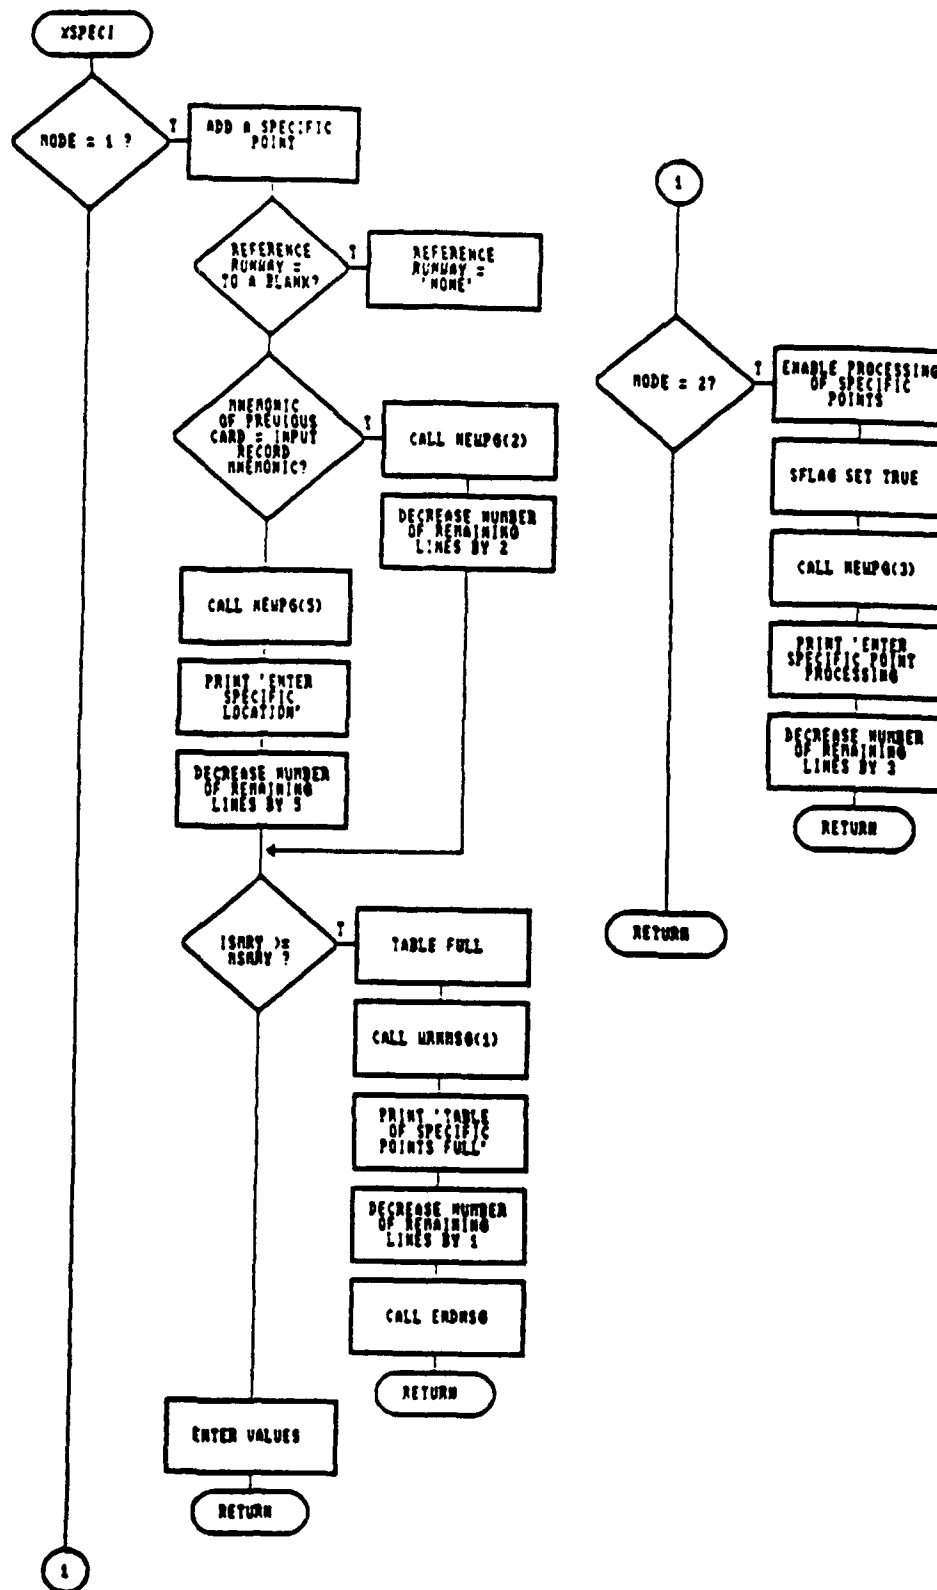 XSPECI
MODE = 1 ?
T
ADD A SPECIFIC
POINT
REFERENCE
RUNWAY =
TO A BLANK?
T
REFERENCE
RUNWAY =
'NONE'
MNEMONIC
OF PREVIOUS
CARD = INPUT
RECORD
MNEMONIC?
T
CALL NEWPG(2)
DECREASE NUMBER
OF REMAINING
LINES BY 2
CALL NEWPG(5)
PRINT 'ENTER
SPECIFIC
LOCATION'
DECREASE NUMBER
OF REMAINING
LINES BY 5
T
TABLE FULL
CALL WRNMSG(1)
PRINT 'TABLE
OF SPECIFIC
POINTS FULL'
DECREASE NUMBER
OF REMAINING
LINES BY 1
CALL ENDMSG
RETURN
ENTER VALUES
RETURN
1
1
MODE = 2?
T
ENABLE PROCESSING
OF SPECIFIC
POINTS
SFLAG SET TRUE
CALL NEWPG(3)
PRINT 'ENTER
SPECIFIC POINT
PROCESSING
DECREASE NUMBER
OF REMAINING
LINES BY 3
RETURN
RETURN